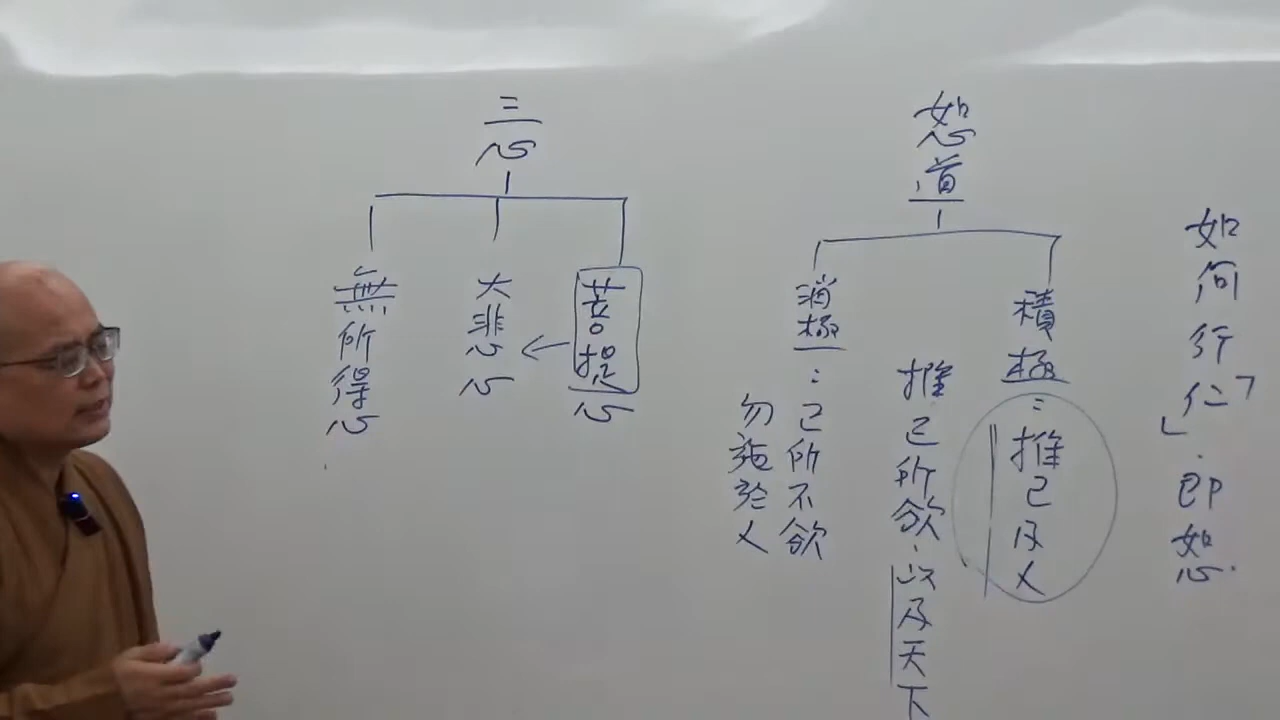 如何行「仁」.即恕.
恕道
積極:推己及人
推己所欲.以及天下
消極:己所不欲
勿施於人
三心
菩提心
大悲心
無所得心